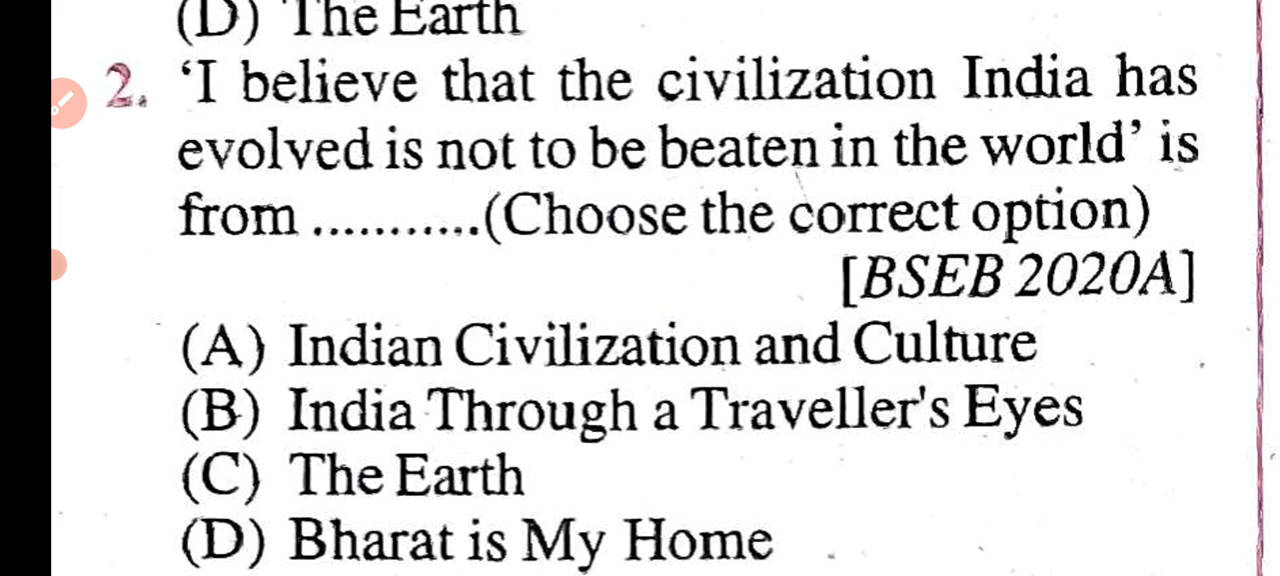 (D) The Earth
2. ‘I believe that the civilization India has
evolved is not to be beaten in the world’ is
from ...........(Choose the correct option)
[BSEB 2020A]
(A) Indian Civilization and Culture
(B) India Through a Traveller's Eyes
(C) The Earth
(D) Bharat is My Home